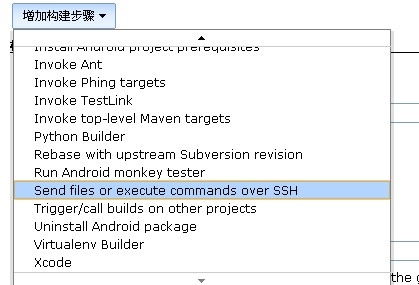 增加构建步骤
Install Android project prerequisites
Invoke Ant
Invoke Phing targets
Invoke TestLink
Invoke top-level Maven targets
Python Builder
Rebase with upstream Subversion revision
Run Android monkey tester
Send files or execute commands over SSH
Trigger/call builds on other projects
Uninstall Android package
Virtualenv Builder
Xcode
the